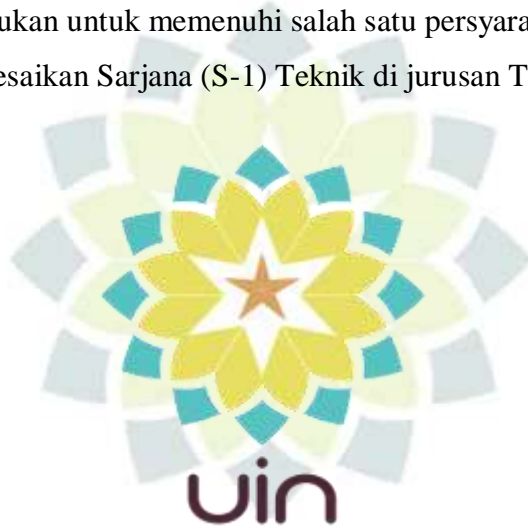 ukan untuk memenuhi salah satu persyara
esaikan Sarjana (S-1) Teknik di jurusan T
uin